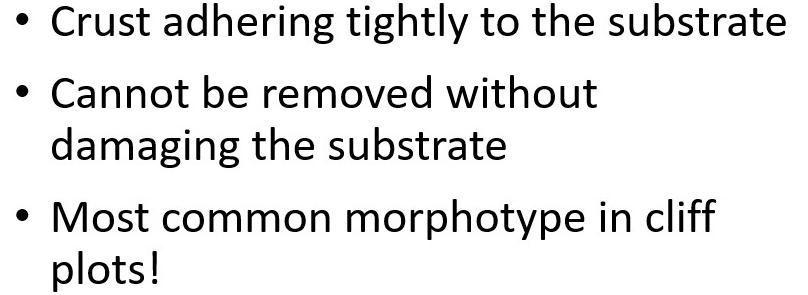 • Crust adhering tightly to the substrate
• Cannot be removed without
damaging the substrate
• Most common morphotype in cliff
plots!